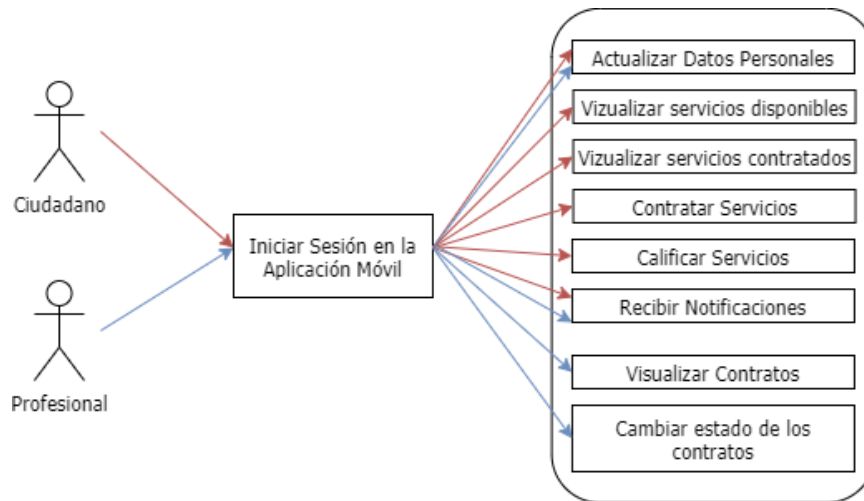 Ciudadano
Profesional
Iniciar Sesión en la
Aplicación Móvil
Actualizar Datos Personales
Vizualizar servicios disponibles
Vizualizar servicios contratados
Contratar Servicios
Calificar Servicios
Recibir Notificaciones
Visualizar Contratos
Cambiar estado de los
contratos